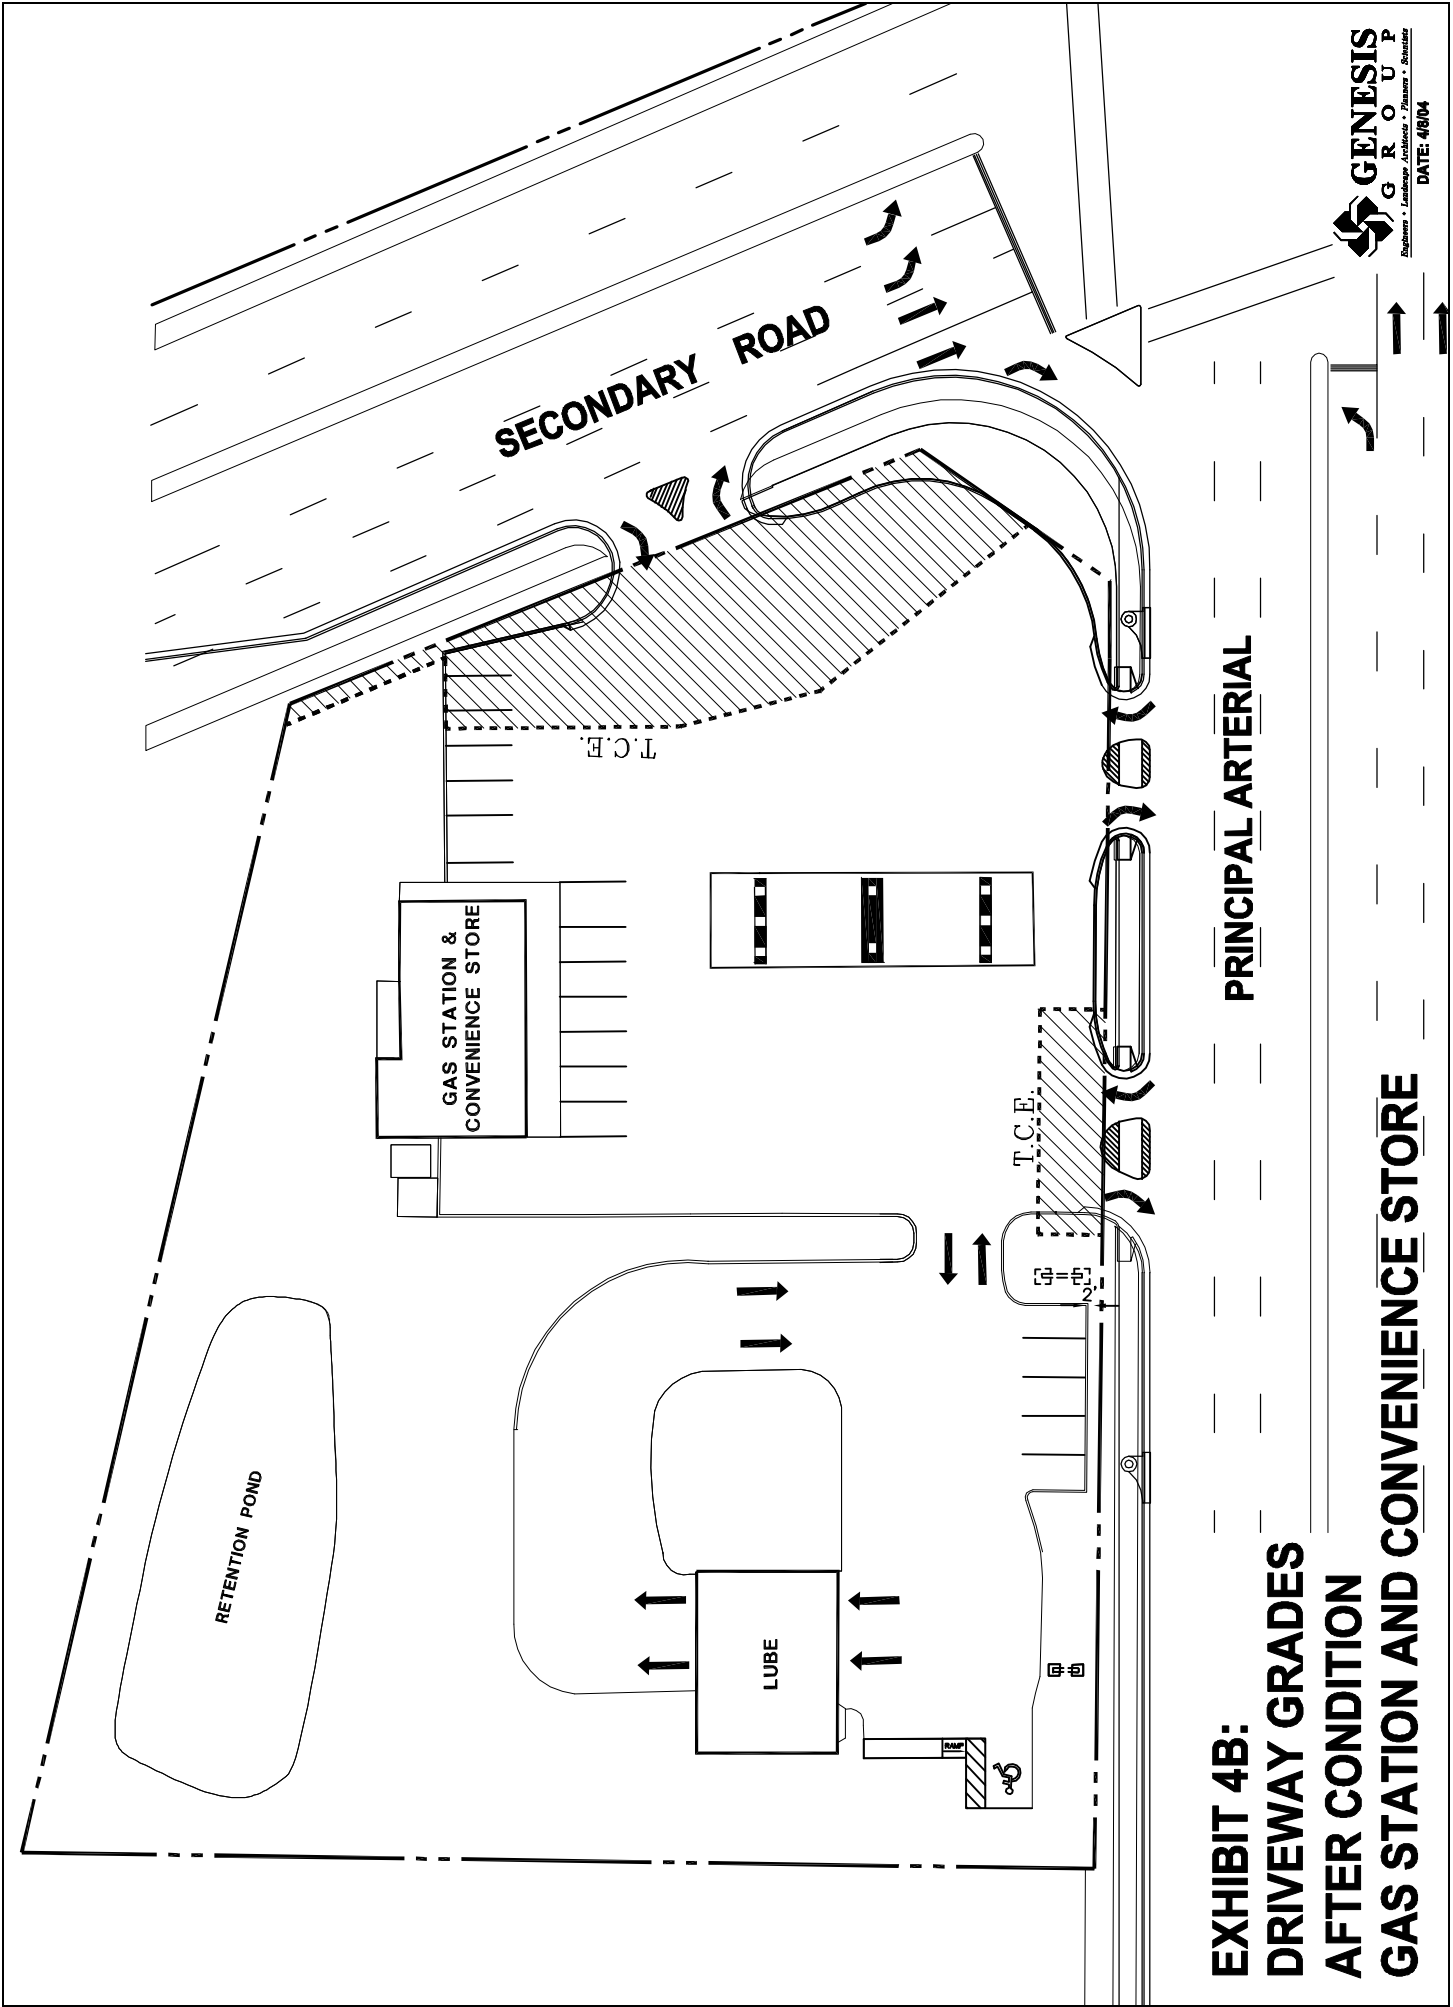 SECONDARY ROAD
GENESIS
GROUP
Engineers • Landscape Architects • Planners • Scientists
DATE: 4/8/04
T.C.E.
PRINCIPAL ARTERIAL
GAS STATION &
CONVENIENCE STORE
T.C.E.
2'
RETENTION POND
LUBE
RAMP
EXHIBIT 4B:
DRIVEWAY GRADES
AFTER CONDITION
GAS STATION AND CONVENIENCE STORE